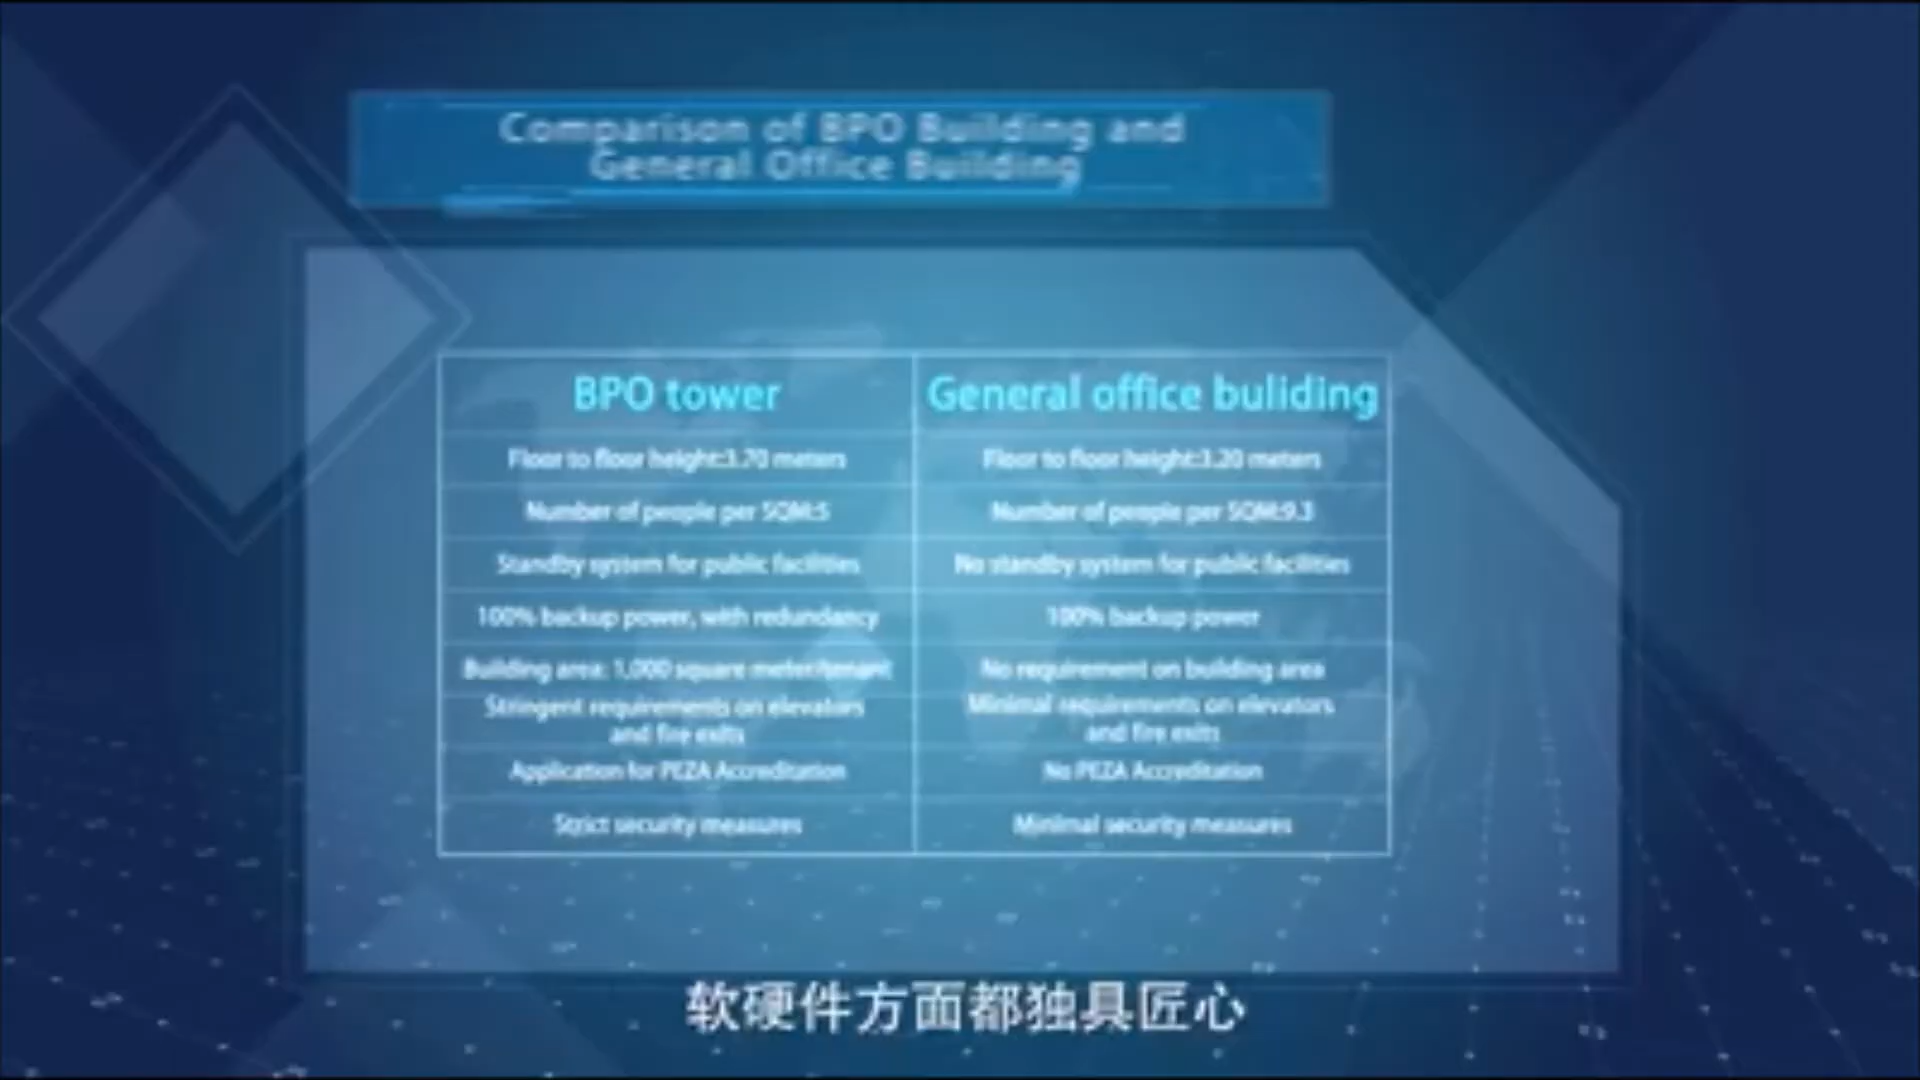 Comparison of BPO Building and
General Office Building
BPO tower
General office buliding
Floor to floor height:3.70 meters
Floor to floor height:3.20 meters
Number of people per SQM:5
Number of people per SQM:9.3
Standby system for public facilities
No standby system for public facilities
100% backup power, with redundancy
100% backup power
Building area: 1,000 square meter/tenant
No requirement on building area
Stringent requirements on elevators
and fire exits
Minimal requirements on elevators
and fire exits
Application for PEZA Accreditation
No PEZA Accreditation
Strict security measures
Minimal security measures
软硬件方面都独具匠心